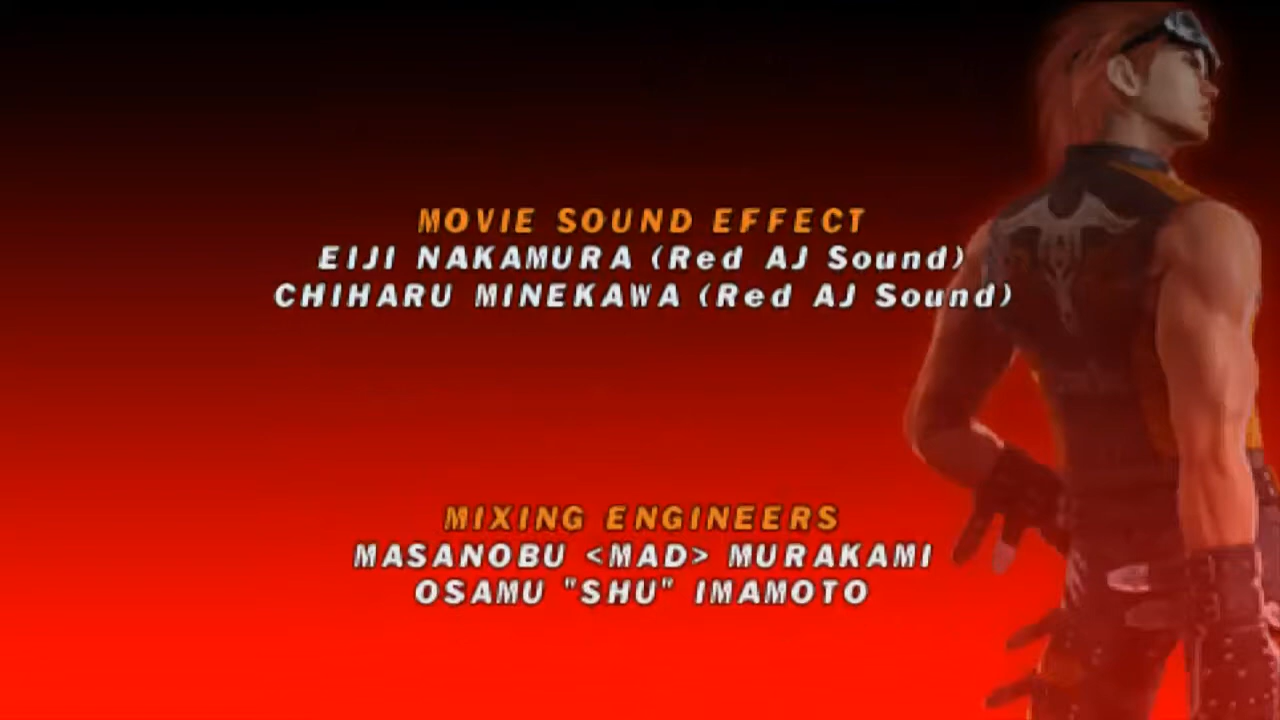 MOVIE SOUND EFFECT
EIJI NAKAMURA (Red AJ Sound)
CHIHARU MINEKAWA (Red AJ Sound)
MIXING ENGINEERS
MASANOBU <MAD> MURAKAMI
OSAMU "SHU" IMAMOTO